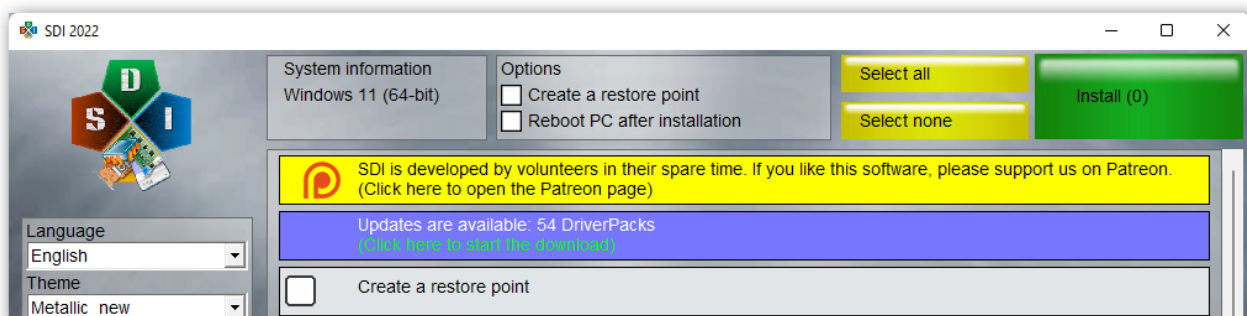 SDI 2022
D
S I
Language
English
Theme
Metallic_new
System information
Windows 11 (64-bit)
Options
Create a restore point
Reboot PC after installation
Select all
Select none
Install (0)
SDI is developed by volunteers in their spare time. If you like this software, please support us on Patreon.
(Click here to open the Patreon page)
Updates are available: 54 DriverPacks
(Click here to start the download)
Create a restore point